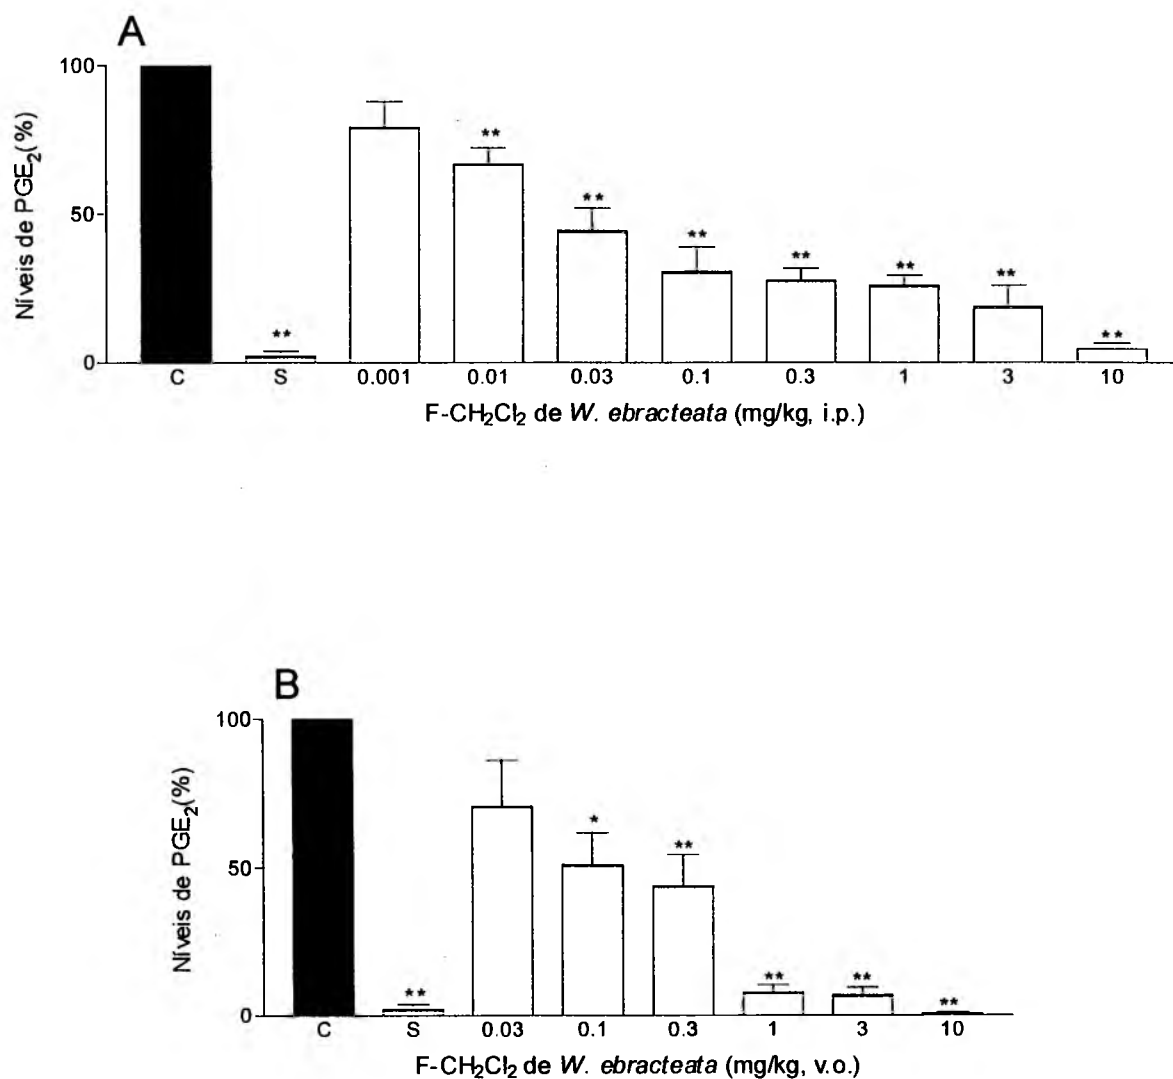 A
Níveis de PGE₂(%)
100
50
0
**
**
**
**
**
**
**
**
C S 0.001 0.01 0.03 0.1 0.3 1 3 10
F-CH₂Cl₂ de W. ebracteata (mg/kg, i.p.)
B
Níveis de PGE₂(%)
100
50
0
**
*
**
**
**
**
C S 0.03 0.1 0.3 1 3 10
F-CH₂Cl₂ de W. ebracteata (mg/kg, v.o.)